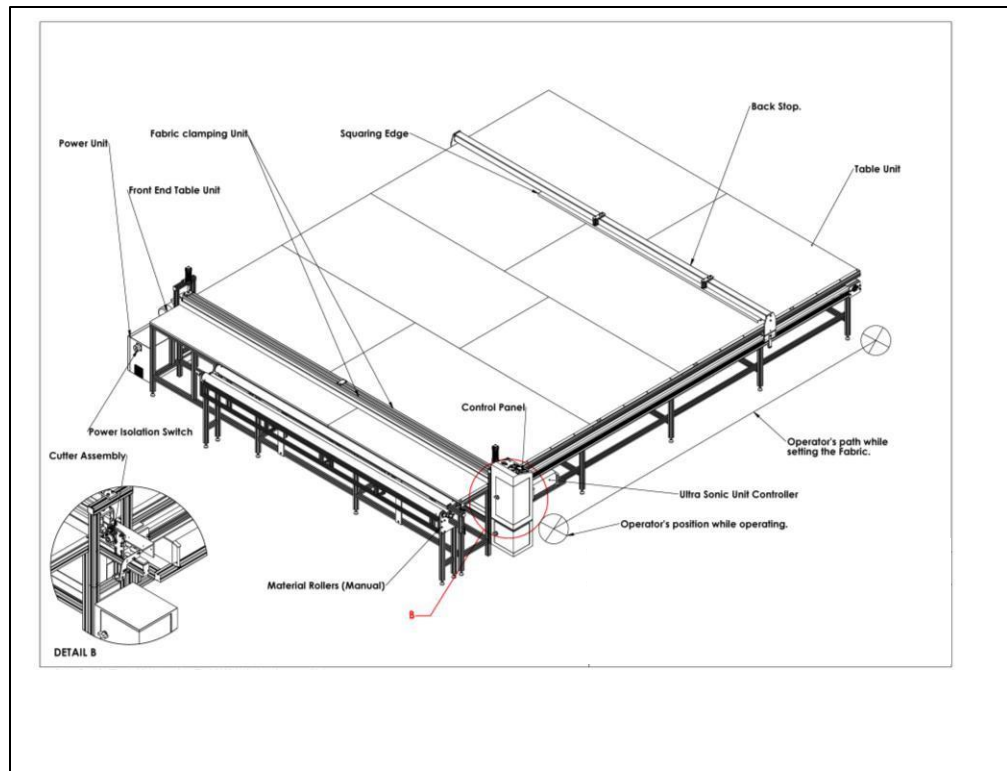 Back Stop.
Fabric clamping Unit
Squaring Edge
Power Unit
Table Unit
Front End Table Unit
Control Panel
Power Isolation Switch
Operator's path while
setting the Fabric.
Cutter Assembly
Ultra Sonic Unit Controller
Operator's position while operating.
Material Rollers (Manual)
B
DETAIL B